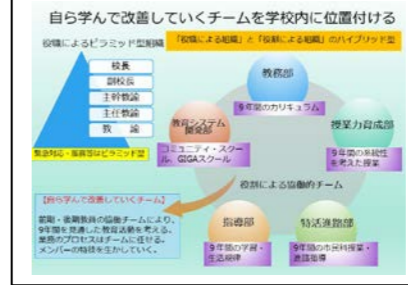 自ら学んで改善していくチームを学校内に位置付ける
役職によるピラミッド型組織
「役職による組織」と「役割による組織」のハイブリッド型
校長
副校長
主幹教諭
主任教諭
教 諭
緊急対応・服務等はピラミッド型
教務部
9年間のカリキュラム
教育システム
開発部
コミュニティ・スクー
ル、GIGAスクール
授業力育成部
9年間の系統性
を考えた授業
役割による協働的チーム
指導部
9年間の学習・
生活規律
特活進路部
9年間の市民科授業・
進路指導
【自ら学んで改善していくチーム】
前期・後期教員の協働チームにより、
9年間を見通した教育活動を考える。
業務のプロセスはチームに任せる。
メンバーの特技を生かしていく。